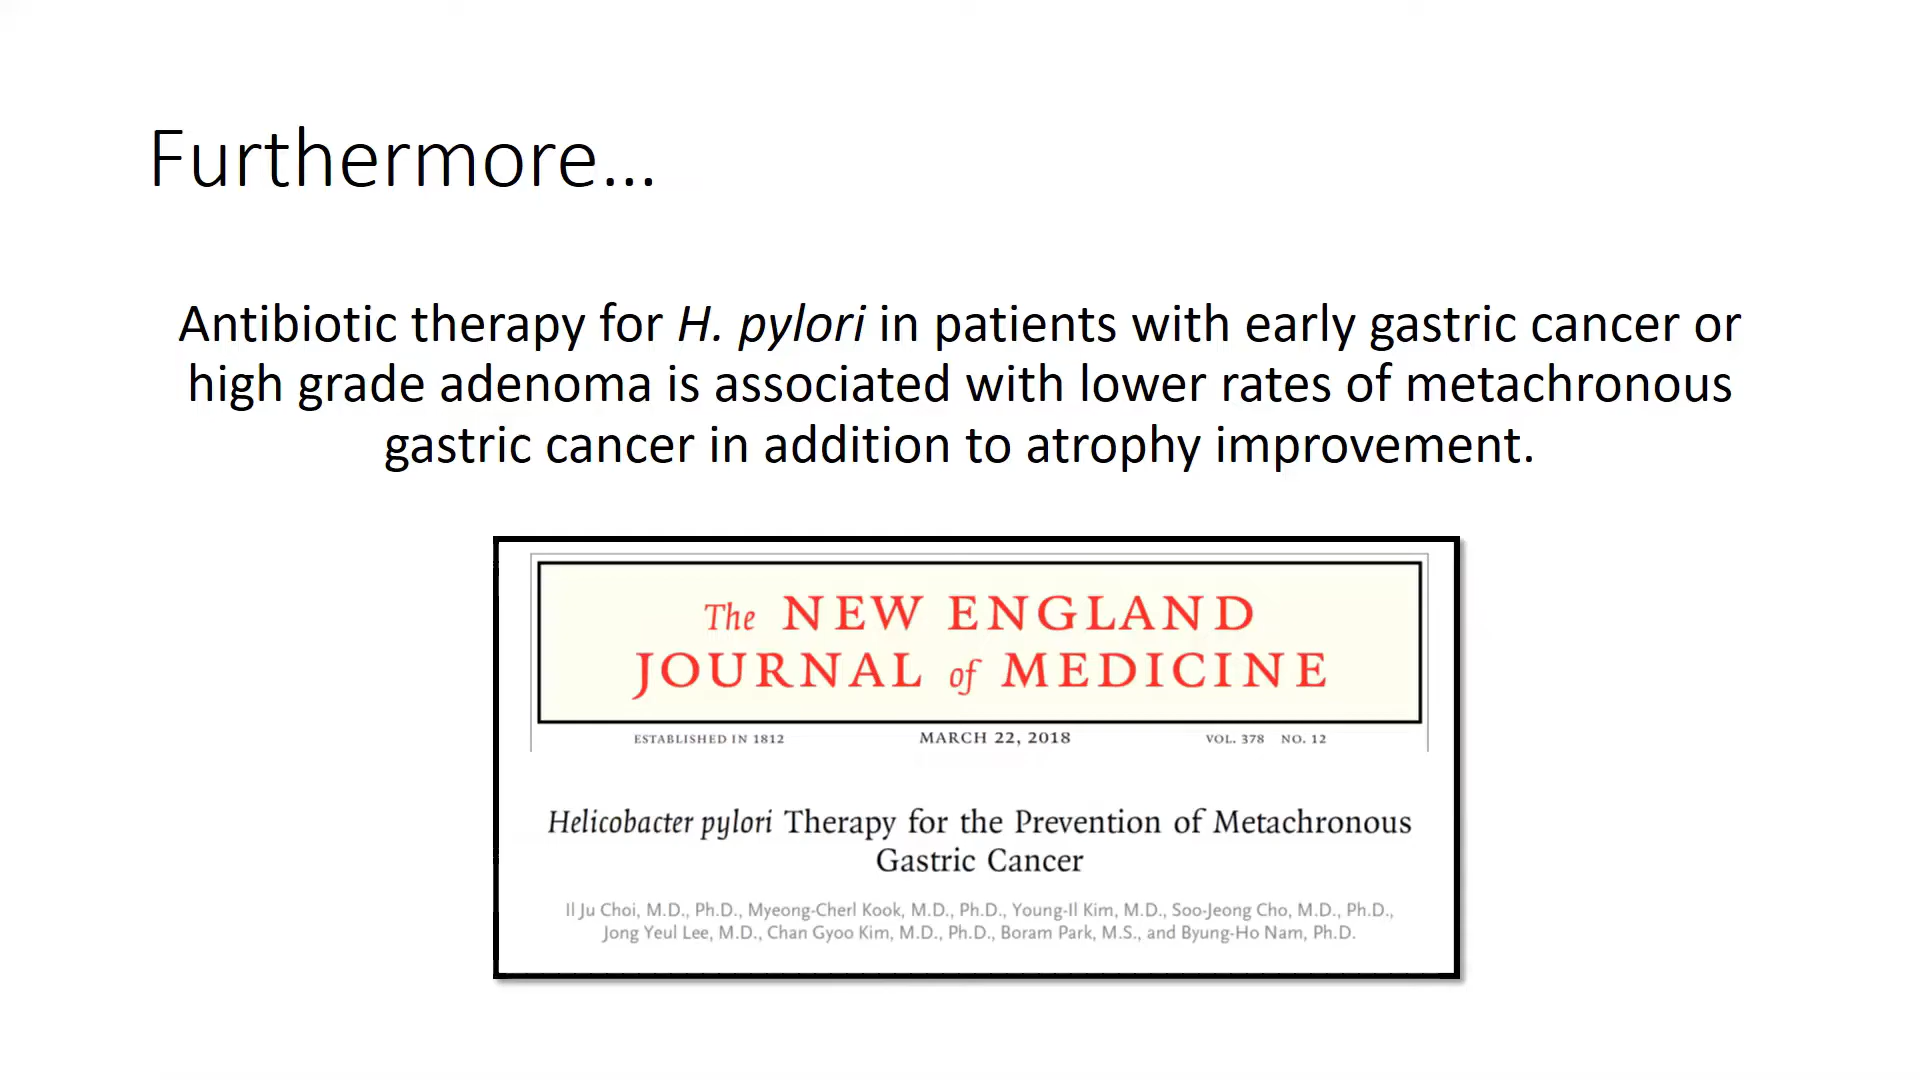 Furthermore...
Antibiotic therapy for H. pylori in patients with early gastric cancer or
high grade adenoma is associated with lower rates of metachronous
gastric cancer in addition to atrophy improvement.
The NEW ENGLAND
JOURNAL of MEDICINE
ESTABLISHED IN 1812 MARCH 22, 2018 VOL. 378 NO. 12
Helicobacter pylori Therapy for the Prevention of Metachronous
Gastric Cancer
Il Ju Choi, M.D., Ph.D., Myeong-Cherl Kook, M.D., Ph.D., Young-Il Kim, M.D., Soo-Jeong Cho, M.D., Ph.D.,
Jong Yeul Lee, M.D., Chan Gyoo Kim, M.D., Ph.D., Boram Park, M.S., and Byung-Ho Nam, Ph.D.